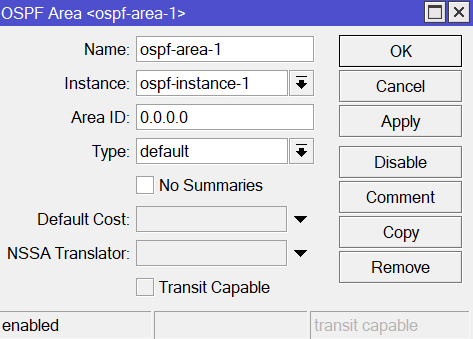 OSPF Area <ospf-area-1>
Name: ospf-area-1
OK
Instance: ospf-instance-1
Cancel
Area ID: 0.0.0.0
Apply
Type: default
Disable
No Summaries
Comment
Default Cost:
Copy
NSSA Translator:
Remove
Transit Capable
enabled
transit capable